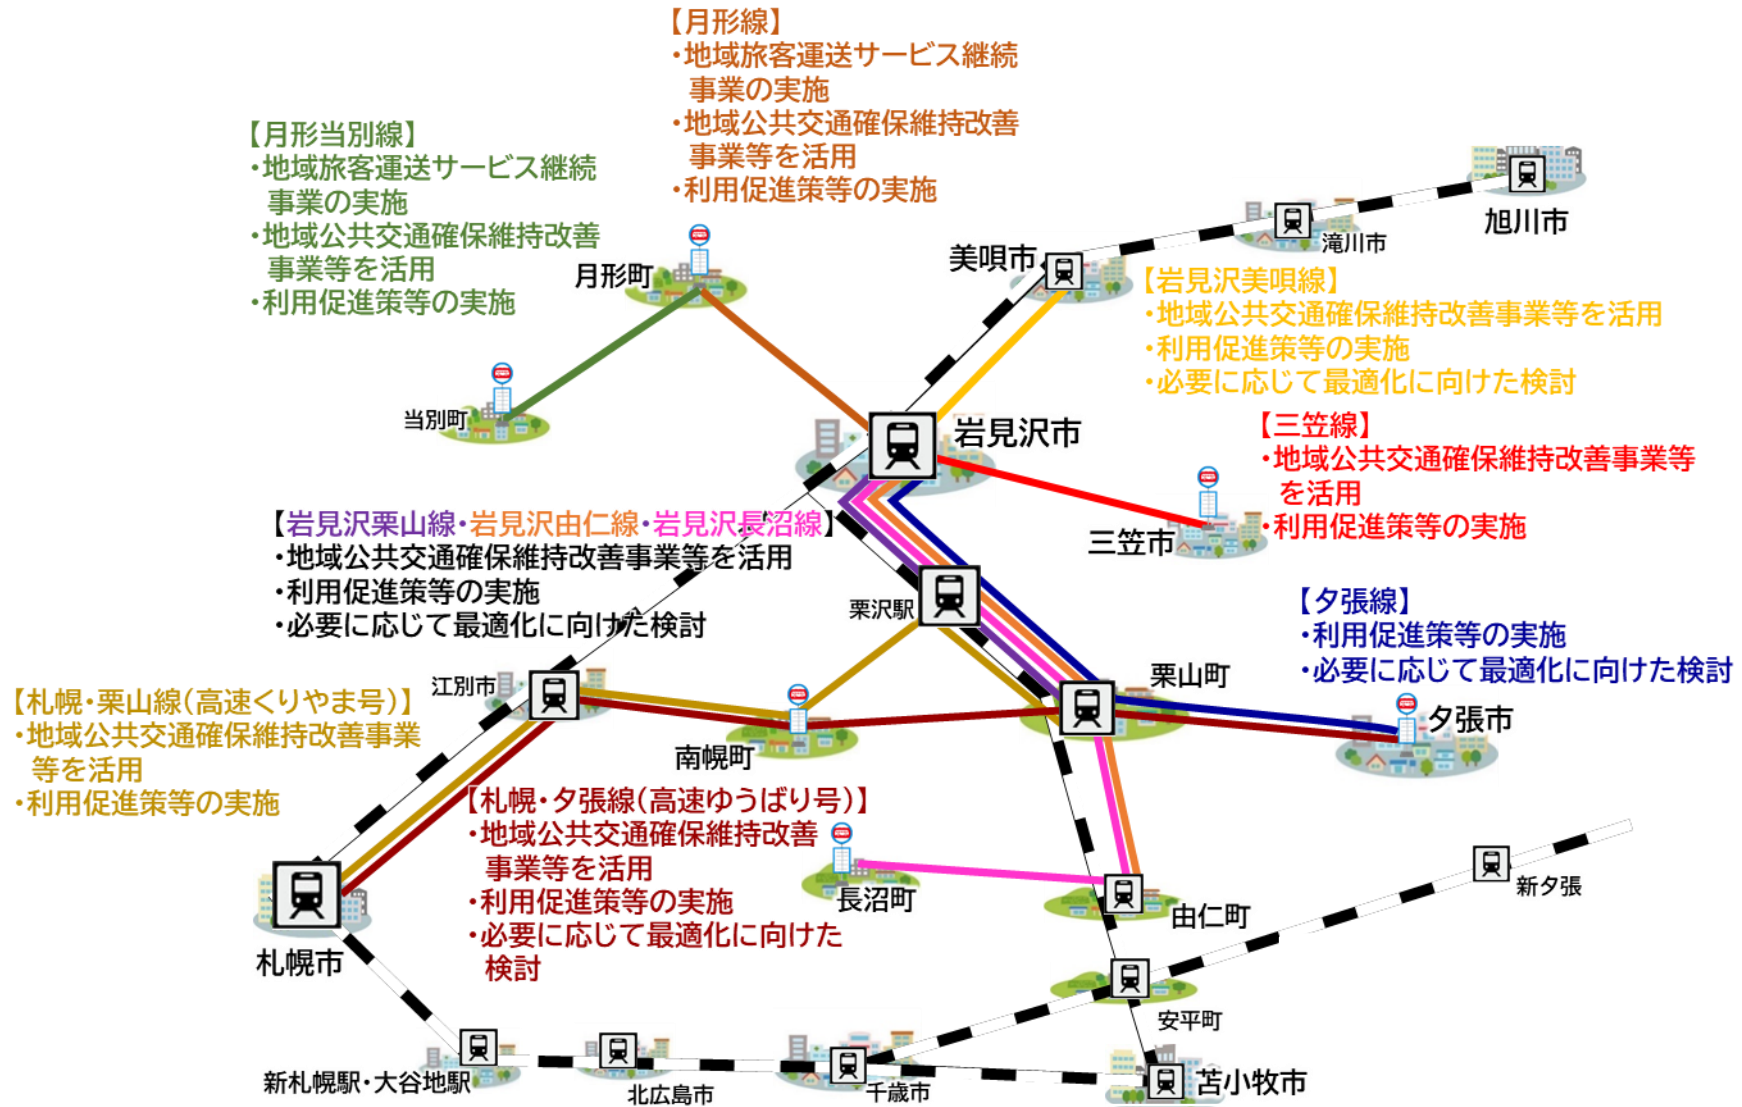 【月形線】
・地域旅客運送サービス継続
事業の実施
・地域公共交通確保維持改善
事業等を活用
・利用促進策等の実施
【月形当別線】
・地域旅客運送サービス継続
事業の実施
・地域公共交通確保維持改善
事業等を活用
・利用促進策等の実施
旭川市
滝川市
美唄市
月形町
【岩見沢美唄線】
・地域公共交通確保維持改善事業等を活用
・利用促進策等の実施
・必要に応じて最適化に向けた検討
当別町
岩見沢市
【三笠線】
・地域公共交通確保維持改善事業等
を活用
・利用促進策等の実施
三笠市
【岩見沢栗山線・岩見沢由仁線・岩見沢長沼線】
・地域公共交通確保維持改善事業等を活用
・利用促進策等の実施
・必要に応じて最適化に向けた検討
栗沢駅
【夕張線】
・利用促進策等の実施
・必要に応じて最適化に向けた検討
江別市
栗山町
夕張市
【札幌・栗山線(高速くりやま号)】
・地域公共交通確保維持改善事業
等を活用
・利用促進策等の実施
南幌町
【札幌・夕張線(高速ゆうばり号)】
・地域公共交通確保維持改善
事業等を活用
・利用促進策等の実施
・必要に応じて最適化に向けた
検討
長沼町
由仁町
新夕張
札幌市
安平町
新札幌駅・大谷地駅
北広島市
千歳市
苫小牧市